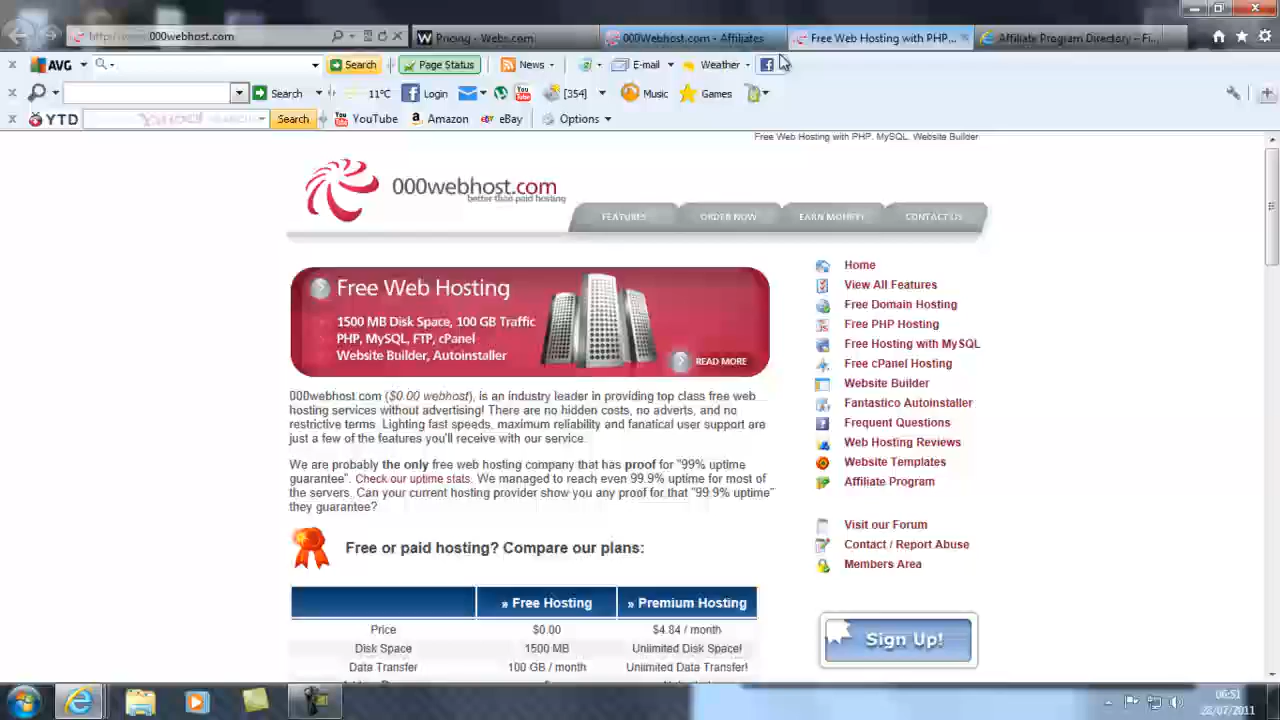 http://www.000webhost.com
Pricing - Webs.com
000Webhost.com - Affiliates
Free Web Hosting with PHP...
Affiliate Program Directory – Fi...
AVG
Search
Page Status
News
E-mail
Weather
Search
11°C
Login
[354]
Music
Games
YTD
Search
YouTube
Amazon
eBay
Options
Free Web Hosting with PHP, MySQL, Website Builder
000webhost.com
better than paid hosting
FEATURES
ORDER NOW
EARN MONEY!
CONTACT US
Free Web Hosting
1500 MB Disk Space, 100 GB Traffic
PHP, MySQL, FTP, cPanel
Website Builder, Autoinstaller
READ MORE
000webhost.com ($0.00 webhost), is an industry leader in providing top class free web
hosting services without advertising! There are no hidden costs, no adverts, and no
restrictive terms. Lighting fast speeds, maximum reliability and fanatical user support are
just a few of the features you'll receive with our service.
We are probably the only free web hosting company that has proof for "99% uptime
guarantee". Check our uptime stats. We managed to reach even 99.9% uptime for most of
the servers. Can your current hosting provider show you any proof for that "99.9% uptime"
they guarantee?
Free or paid hosting? Compare our plans:
» Free Hosting
» Premium Hosting
Price
$0.00
$4.84 / month
Disk Space
1500 MB
Unlimited Disk Space!
Data Transfer
100 GB / month
Unlimited Data Transfer!
Home
View All Features
Free Domain Hosting
Free PHP Hosting
Free Hosting with MySQL
Free cPanel Hosting
Website Builder
Fantastico Autoinstaller
Frequent Questions
Web Hosting Reviews
Website Templates
Affiliate Program
Visit our Forum
Contact / Report Abuse
Members Area
Sign Up!
06:51
28/07/2011